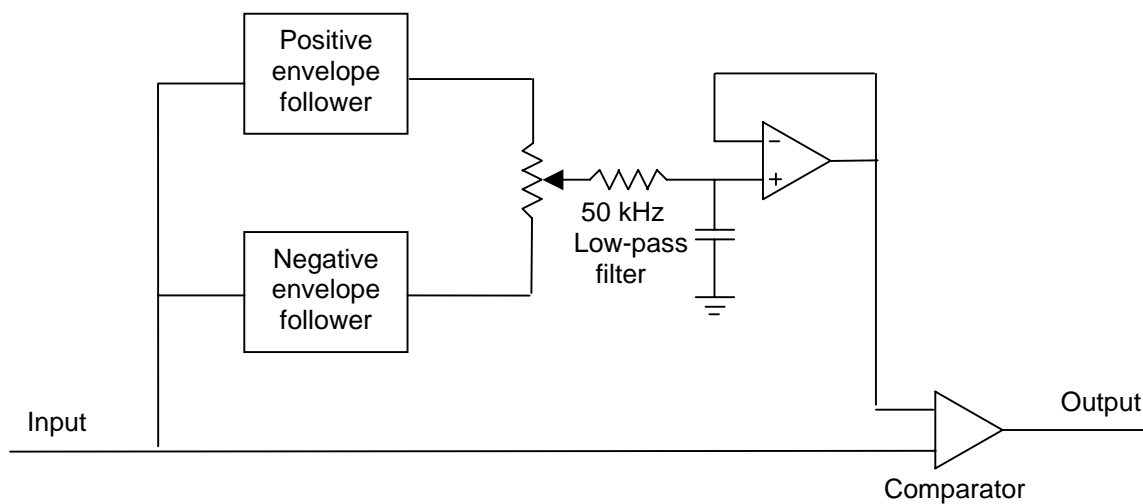 Positive
envelope
follower
−
+
50 kHz
Low-pass
filter
Negative
envelope
follower
Input
Output
Comparator